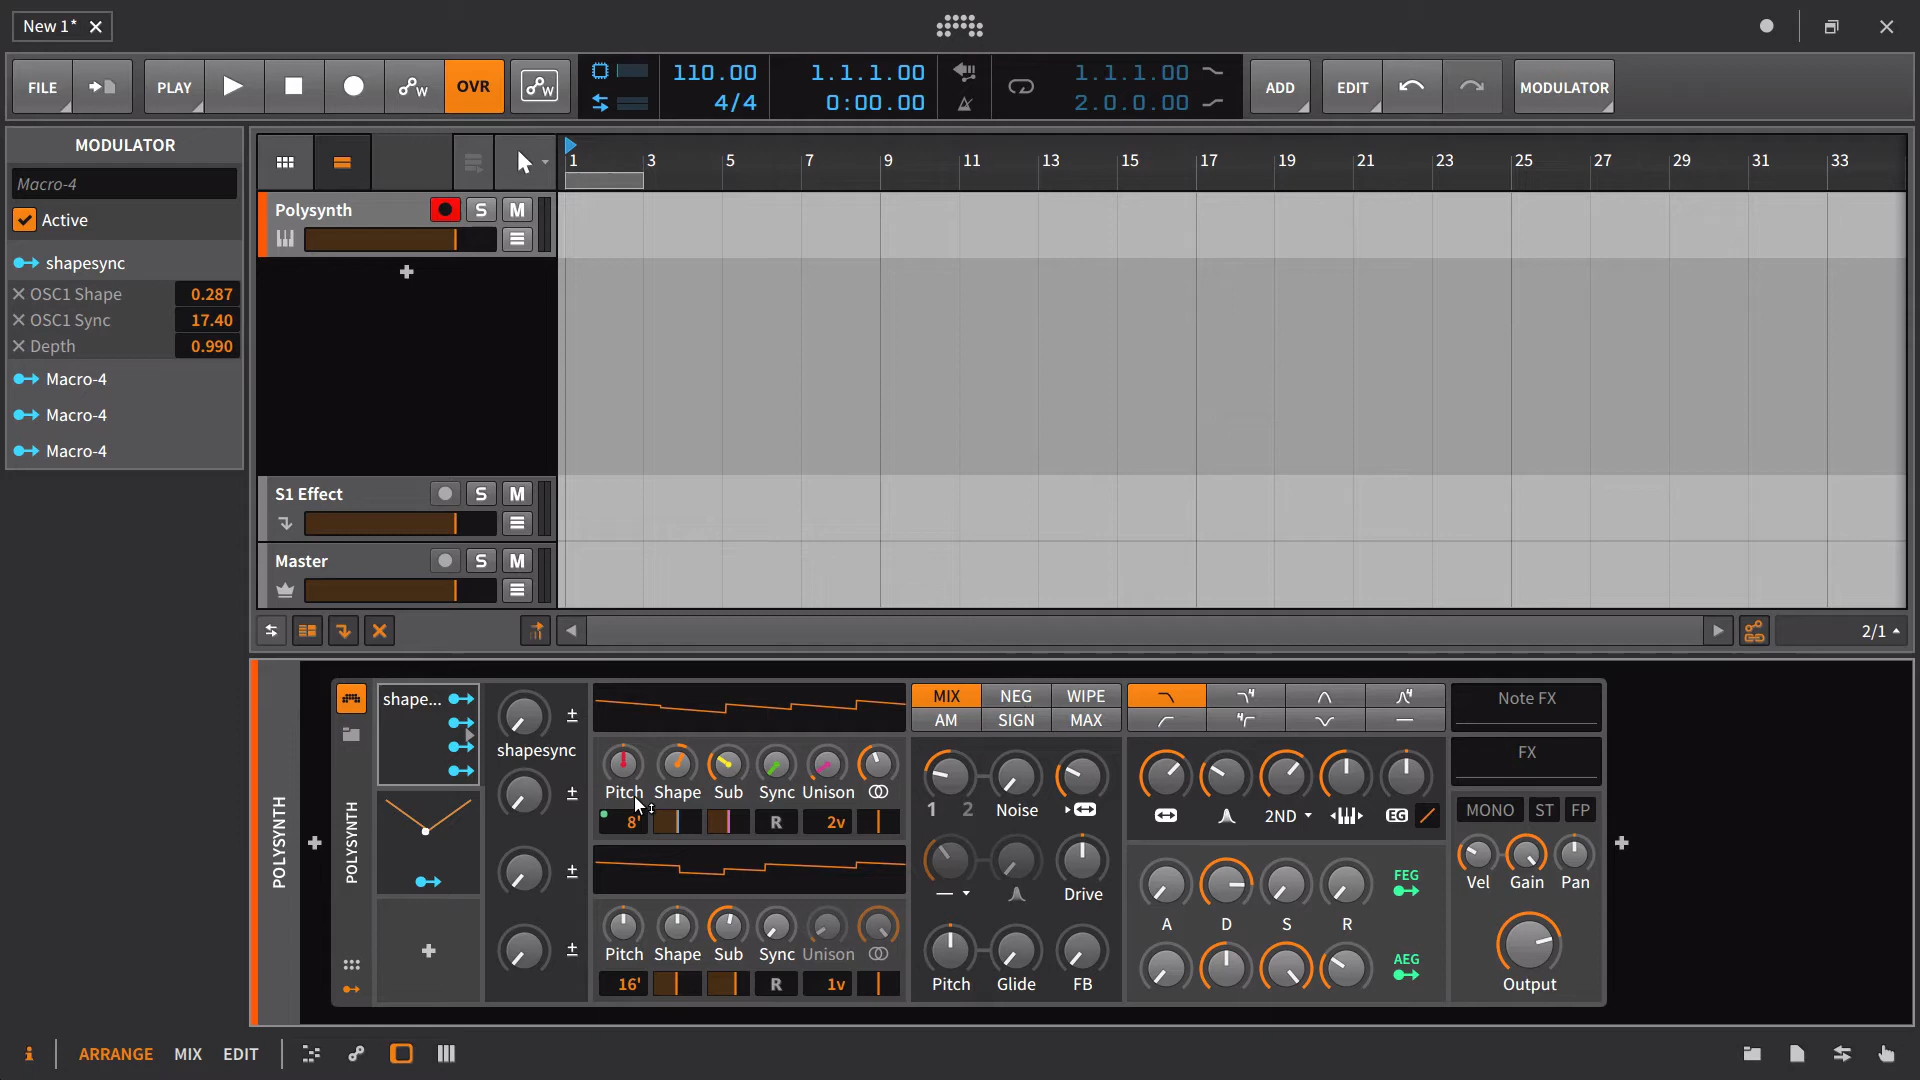 New 1*
FILE
PLAY
OVR
110.00
4/4
1.1.1.00
0:00.00
1.1.1.00
2.0.0.00
ADD
EDIT
MODULATOR
MODULATOR
Macro-4
Active
shapesync
OSC1 Shape 0.287
OSC1 Sync 17.40
Depth 0.990
Macro-4
Macro-4
Macro-4
1 3 5 7 9 11 13 15 17 19 21 23 25 27 29 31 33
Polysynth S M
S1 Effect S M
Master S M
2/1
POLYSYNTH
POLYSYNTH
shape...
shapesync
Pitch Shape Sub Sync Unison
8' R 2v
Pitch Shape Sub Sync Unison
16' R 1v
MIX NEG WIPE
AM SIGN MAX
1 2 Noise
Drive
Pitch Glide FB
4
4
4
2ND EG
A D S R
FEG
AEG
Note FX
FX
MONO ST FP
Vel Gain Pan
Output
ARRANGE MIX EDIT